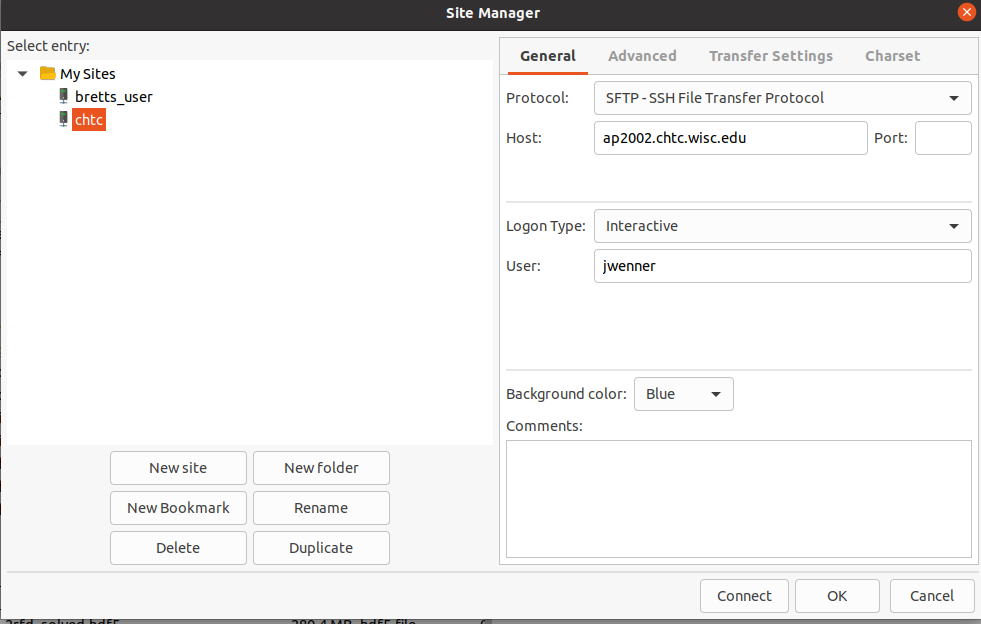 Site Manager
Select entry:
My Sites
bretts_user
chtc
New site
New folder
New Bookmark
Rename
Delete
Duplicate
General
Advanced
Transfer Settings
Charset
Protocol:
SFTP - SSH File Transfer Protocol
Host:
ap2002.chtc.wisc.edu
Port:
Logon Type:
Interactive
User:
jwenner
Background color:
Blue
Comments:
Connect
OK
Cancel